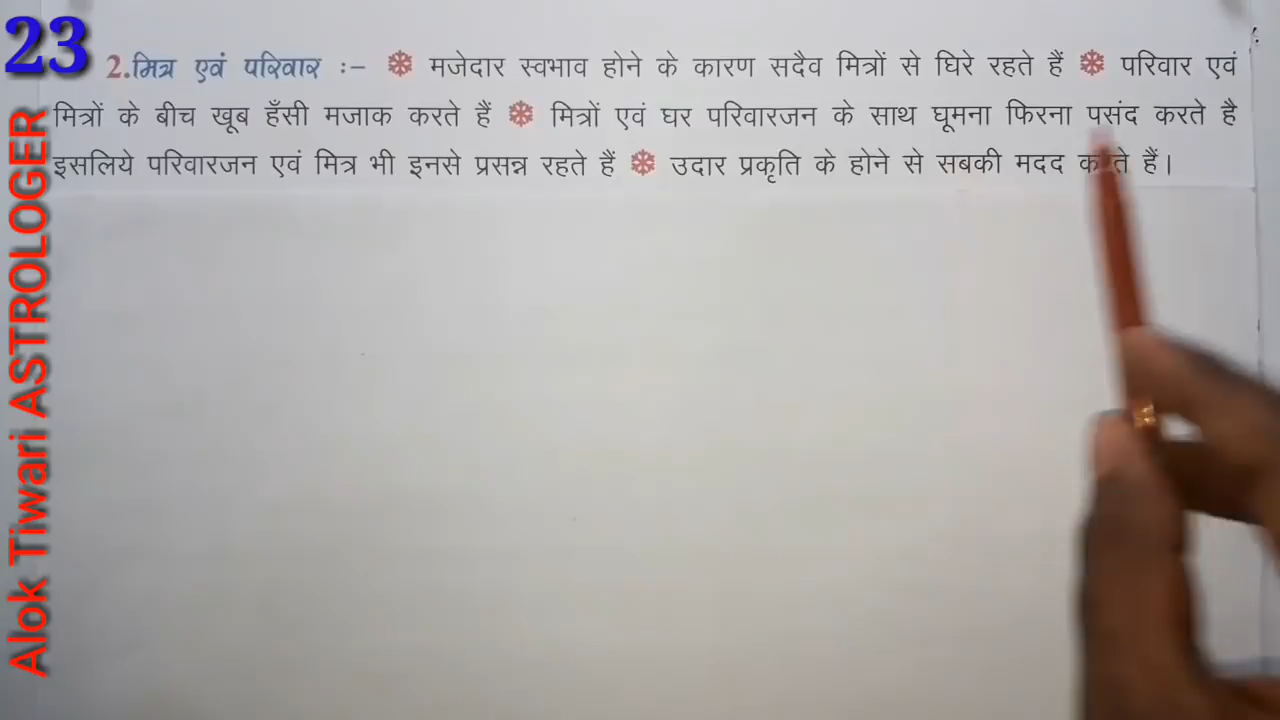 23
Alok Tiwari ASTROLOGER
2.मित्र एवं परिवार :– ❄ मजेदार स्वभाव होने के कारण सदैव मित्रों से घिरे रहते हैं ❄ परिवार एवं
मित्रों के बीच खूब हँसी मजाक करते हैं ❄ मित्रों एवं घर परिवारजन के साथ घूमना फिरना पसंद करते है
इसलिये परिवारजन एवं मित्र भी इनसे प्रसन्न रहते हैं ❄ उदार प्रकृति के होने से सबकी मदद करते हैं।